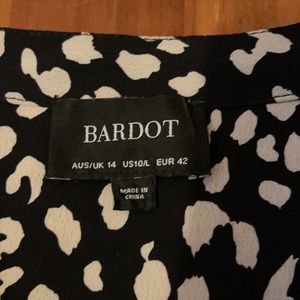 BARDOT
AUS/UK 14 US10/L EUR 42
MADE IN
CHINA